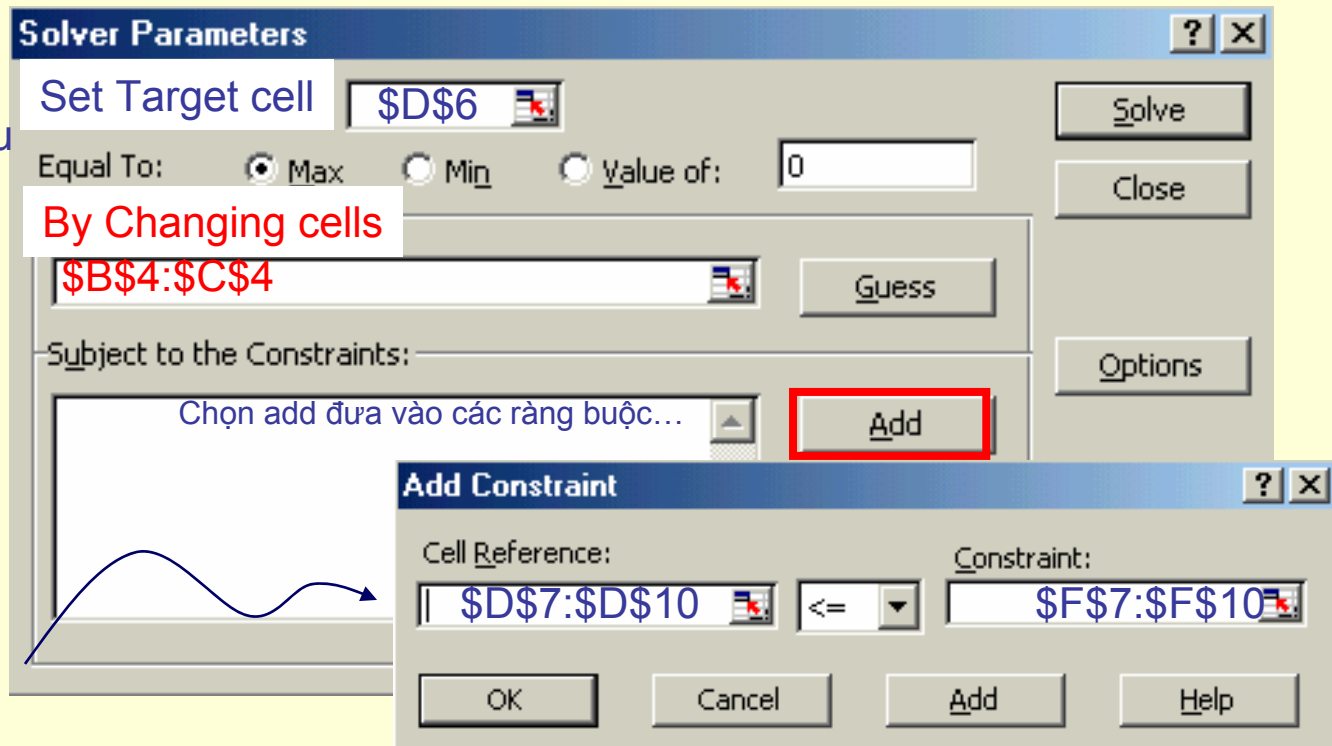 Solver Parameters ? ×
Set Target cell $D$6 Solve
u
Equal To: Max Min Value of: 0
Close
By Changing cells
$B$4:$C$4 Guess
Subject to the Constraints: Options
Chọn add đưa vào các ràng buộc… Add
Add Constraint ? ×
Cell Reference: Constraint:
$D$7:$D$10 <= $F$7:$F$10
OK Cancel Add Help